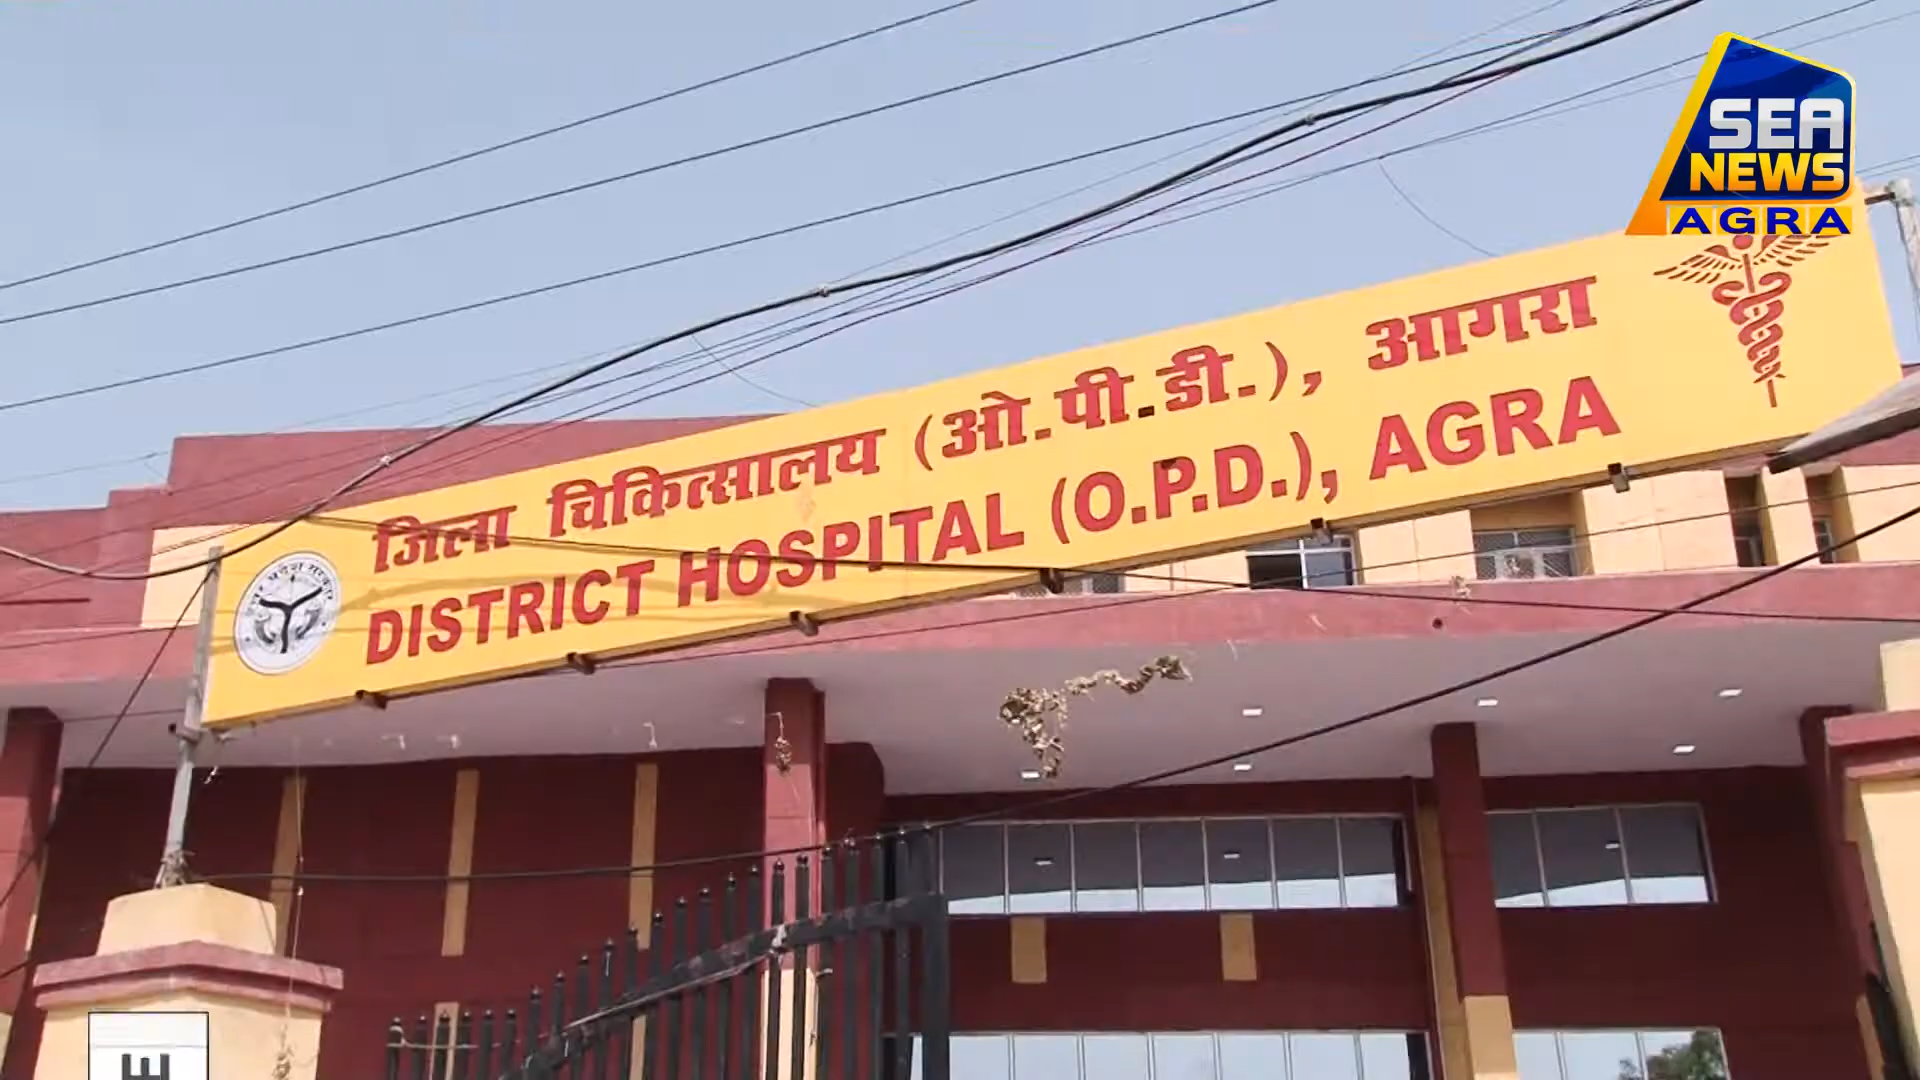 SEA
NEWS
AGRA
जिला चिकित्सालय (ओ.पी.डी.), आगरा
DISTRICT HOSPITAL (O.P.D.), AGRA
E